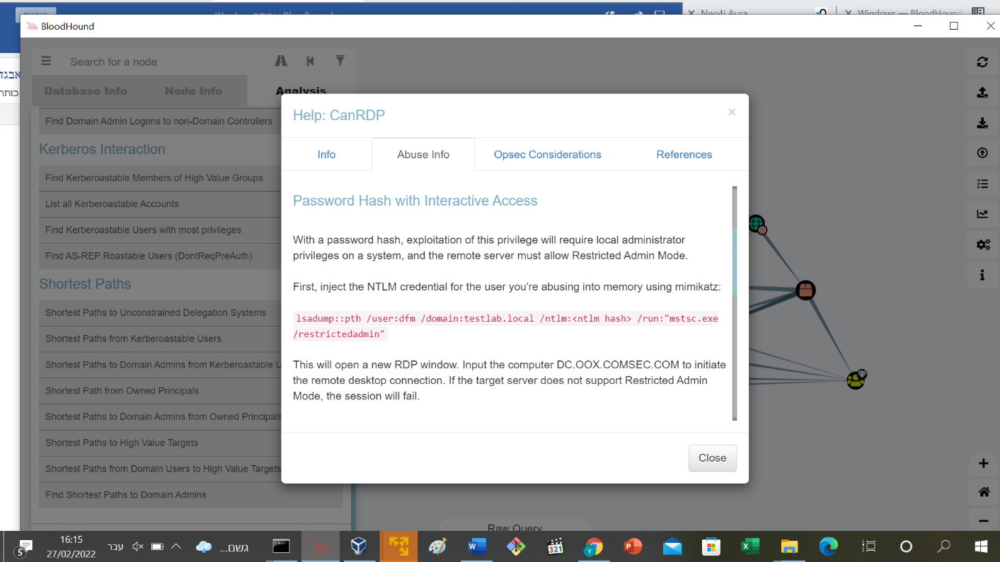 Neo4j Aura
Windows — BloodHound
BloodHound
אבגד
Search for a node
כותר
Database Info
Node Info
Analysis
Find Domain Admin Logons to non-Domain Controllers
Kerberos Interaction
Find Kerberoastable Members of High Value Groups
List all Kerberoastable Accounts
Find Kerberoastable Users with most privileges
Find AS-REP Roastable Users (DontReqPreAuth)
Shortest Paths
Shortest Paths to Unconstrained Delegation Systems
Shortest Paths from Kerberoastable Users
Shortest Paths to Domain Admins from Kerberoastable U
Shortest Path from Owned Principals
Shortest Paths to Domain Admins from Owned Principals
Shortest Paths to High Value Targets
Shortest Paths from Domain Users to High Value Targets
Find Shortest Paths to Domain Admins
Help: CanRDP
×
Info
Abuse Info
Opsec Considerations
References
Password Hash with Interactive Access
With a password hash, exploitation of this privilege will require local administrator
privileges on a system, and the remote server must allow Restricted Admin Mode.
First, inject the NTLM credential for the user you're abusing into memory using mimikatz:
lsadump::pth /user:dfm /domain:testlab.local /ntlm:<ntlm hash> /run:"mstsc.exe
/restrictedadmin"
This will open a new RDP window. Input the computer DC.OOX.COMSEC.COM to initiate
the remote desktop connection. If the target server does not support Restricted Admin
Mode, the session will fail.
Close
Raw Query
5
16:15
27/02/2022
עבר
גשם...
321